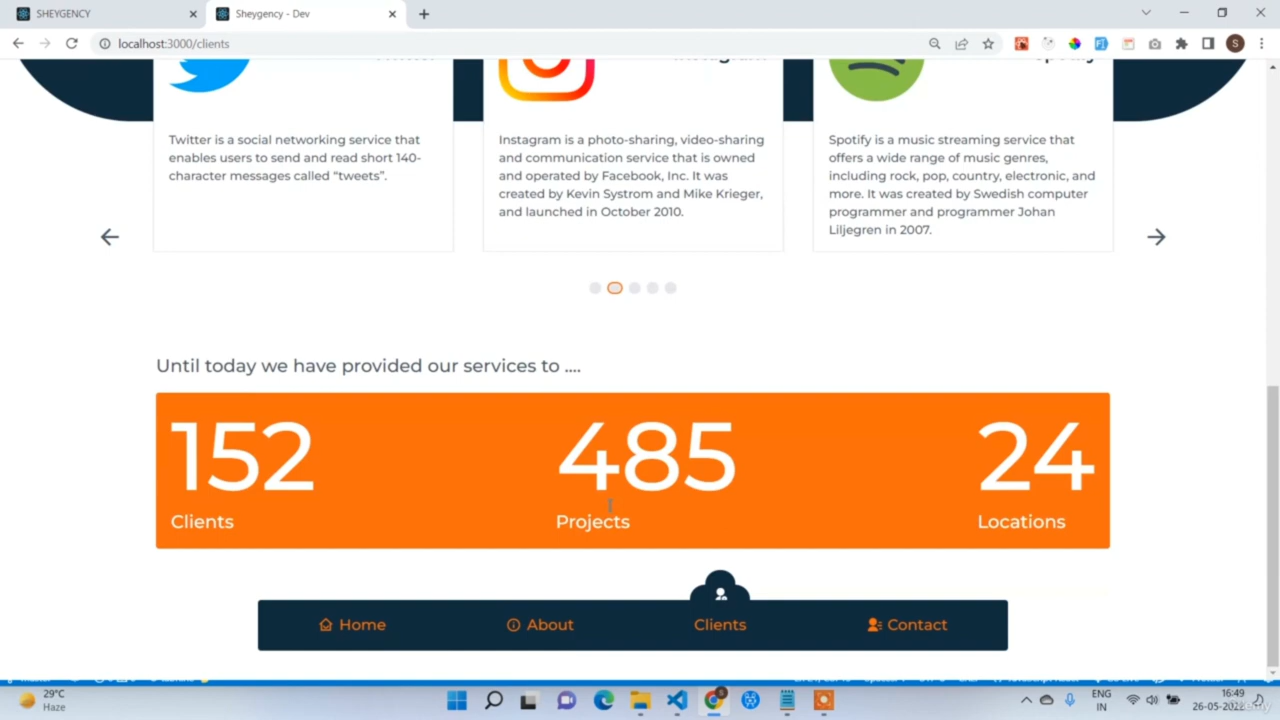 SHEYGENCY
Sheygency - Dev
localhost:3000/clients
S
Twitter is a social networking service that
enables users to send and read short 140-
character messages called “tweets”.
Instagram is a photo-sharing, video-sharing
and communication service that is owned
and operated by Facebook, Inc. It was
created by Kevin Systrom and Mike Krieger,
and launched in October 2010.
Spotify is a music streaming service that
offers a wide range of music genres,
including rock, pop, country, electronic, and
more. It was created by Swedish computer
programmer and programmer Johan
Liljegren in 2007.
Until today we have provided our services to ....
152
Clients
485
Projects
24
Locations
Home
About
Clients
Contact
29°C
Haze
ENG
IN
16:49
26-05-2022